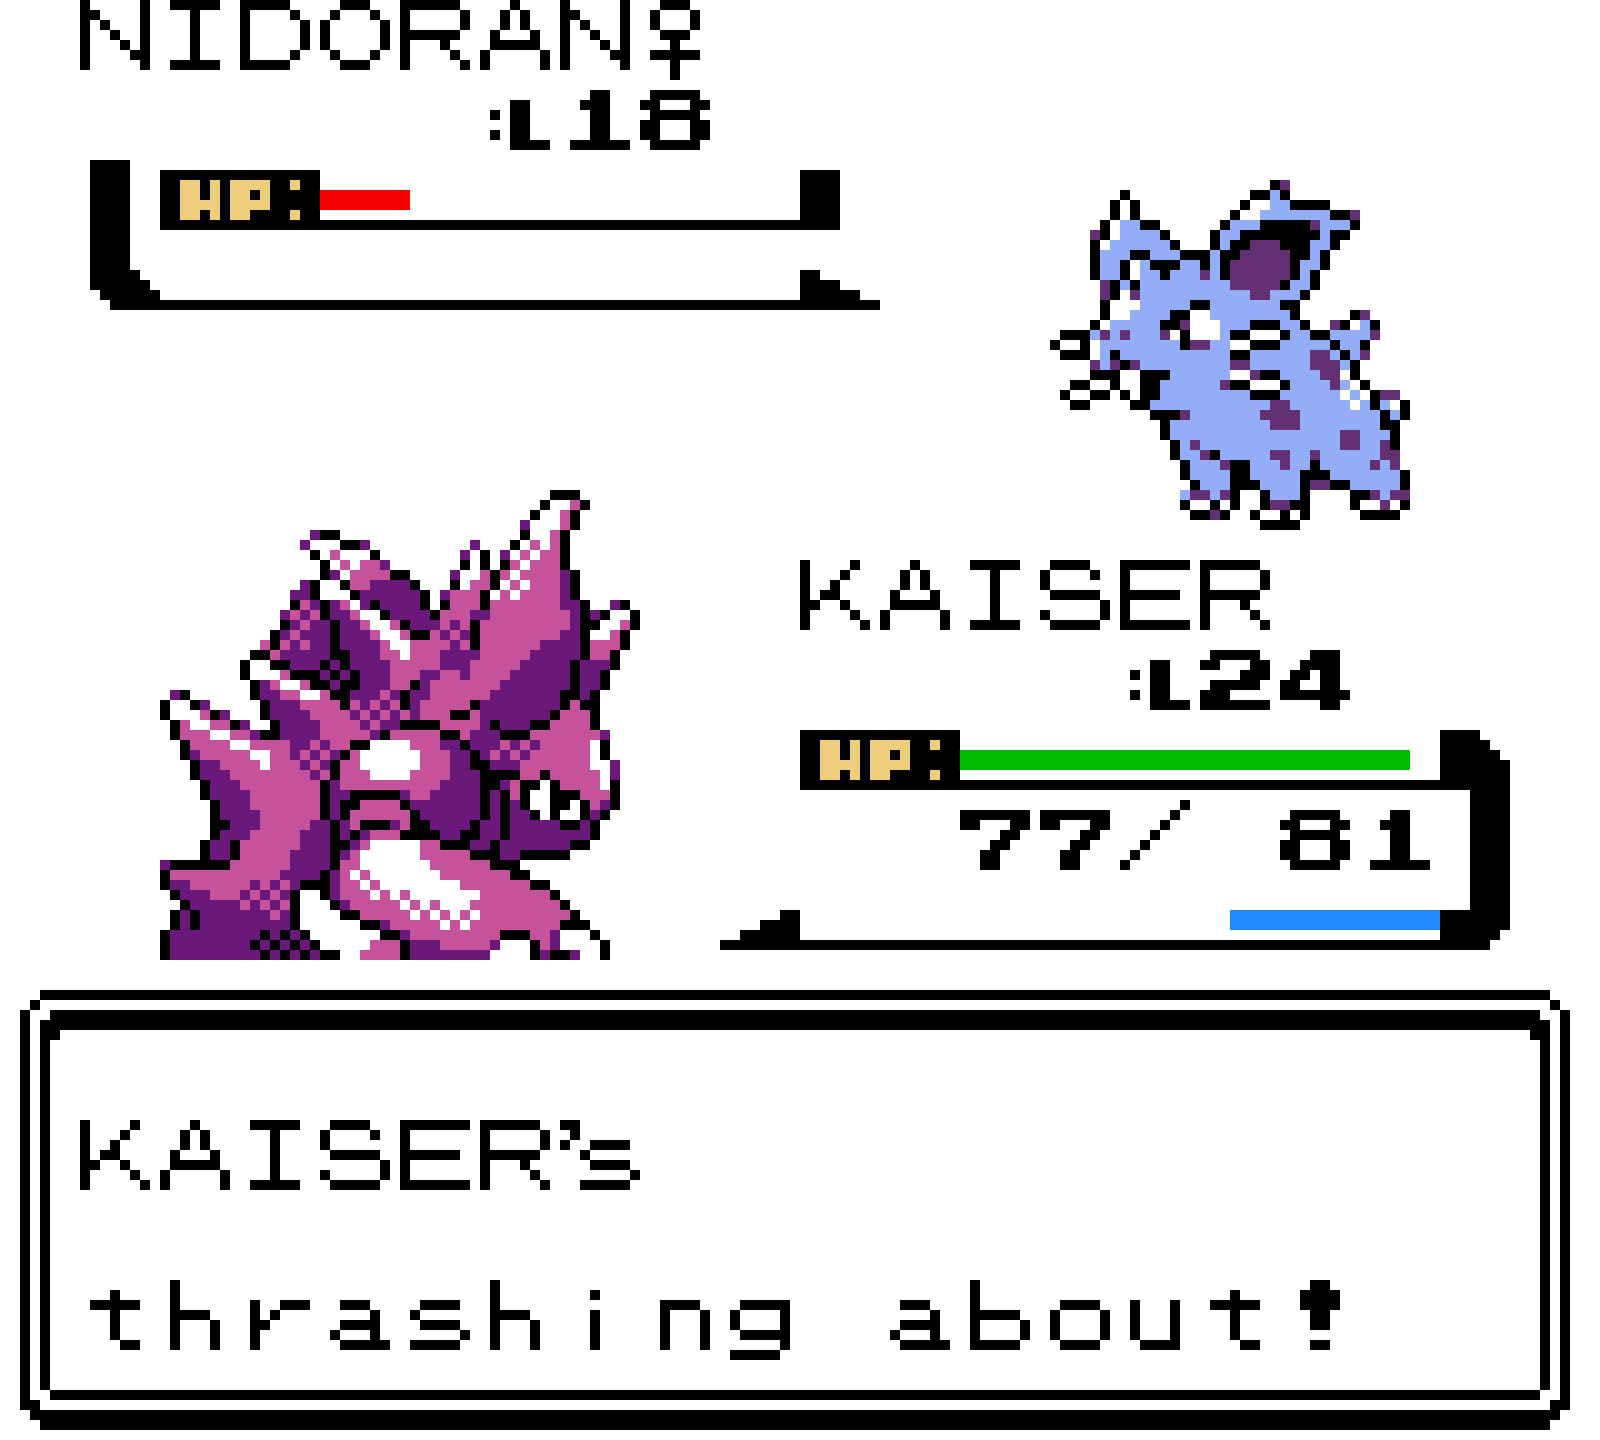 NIDORAN♀
:L18
HP:
KAISER
:L24
HP:
77/ 81
KAISER's
thrashing about!